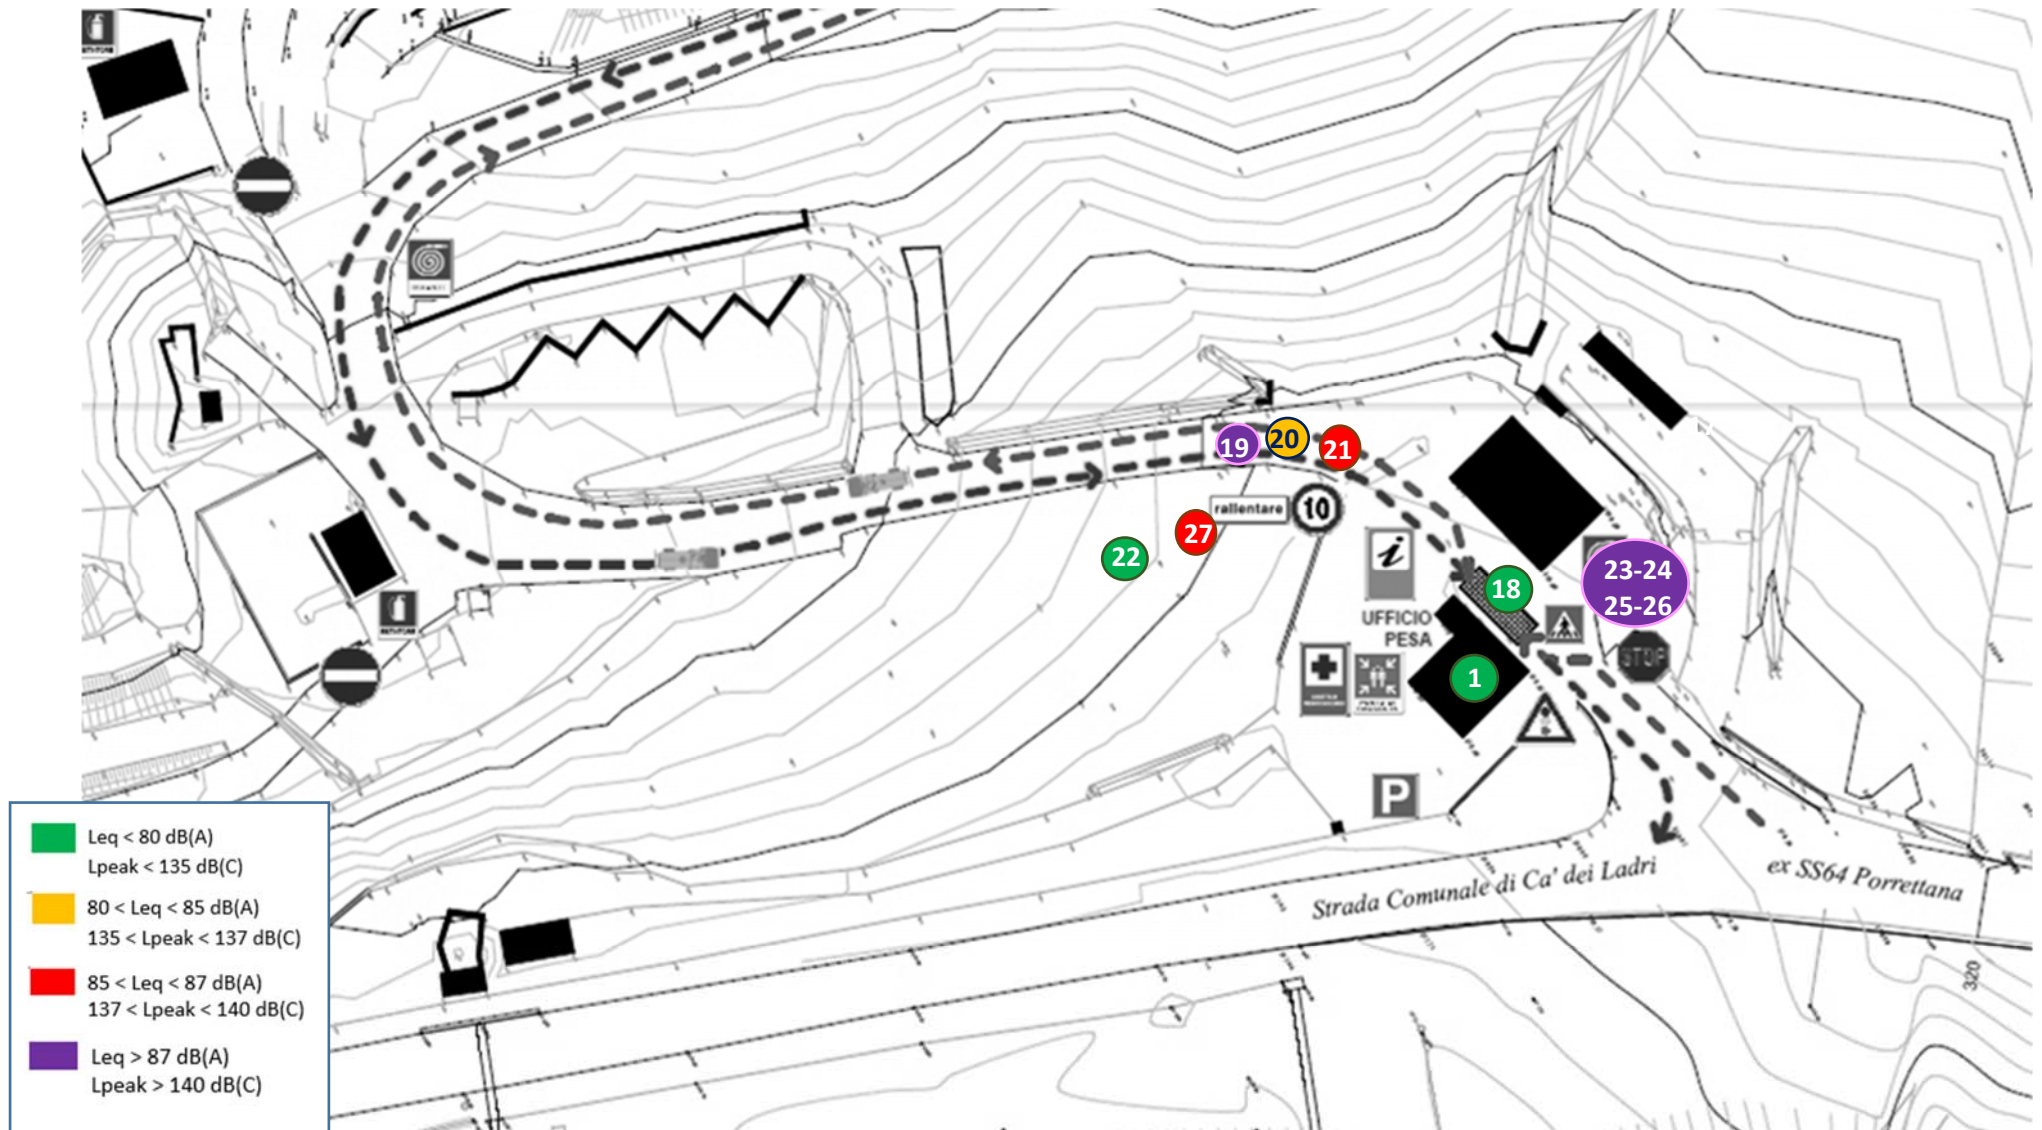 19
20
21
rallentare
10
22
27
i
UFFICIO
PESA
18
23-24
25-26
STOP
1
P
Strada Comunale di Ca' dei Ladri
ex SS64 Porrettana
320
Leq < 80 dB(A)
Lpeak < 135 dB(C)
80 < Leq < 85 dB(A)
135 < Lpeak < 137 dB(C)
85 < Leq < 87 dB(A)
137 < Lpeak < 140 dB(C)
Leq > 87 dB(A)
Lpeak > 140 dB(C)